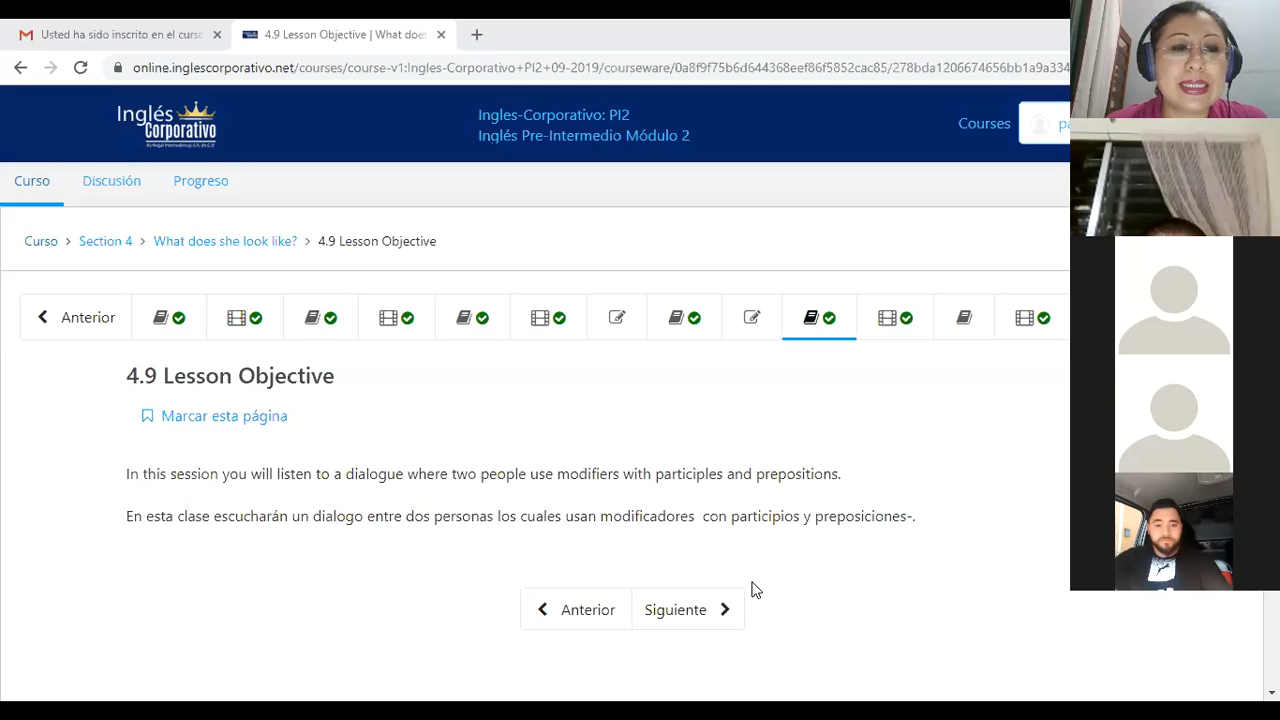 Usted ha sido inscrito en el curso
4.9 Lesson Objective | What does
online.inglescorporativo.net/courses/course-v1:Ingles-Corporativo+PI2+09-2019/courseware/0a8f9f75b6d644368eef86f5852cac85/278bda1206674656bb1a9a334
Inglés
Corporativo
Ingles-Corporativo: PI2
Inglés Pre-Intermedio Módulo 2
Courses
Curso Discusión Progreso
Curso > Section 4 > What does she look like? > 4.9 Lesson Objective
Anterior
4.9 Lesson Objective
Marcar esta página
In this session you will listen to a dialogue where two people use modifiers with participles and prepositions.
En esta clase escucharán un dialogo entre dos personas los cuales usan modificadores con participios y preposiciones-.
Anterior Siguiente